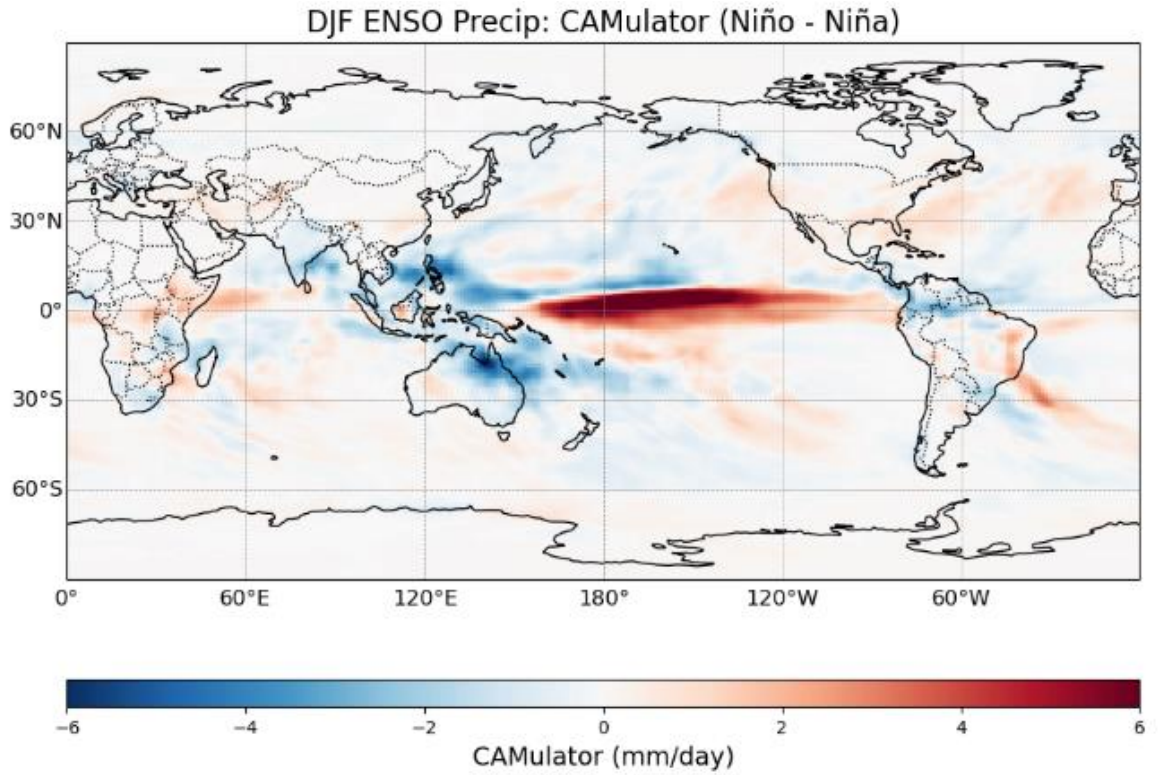 DJF ENSO Precip: CAMulator (Niño - Niña)
60°N
30°N
0°
30°S
60°S
0° 60°E 120°E 180° 120°W 60°W
−6 −4 −2 0 2 4 6
CAMulator (mm/day)